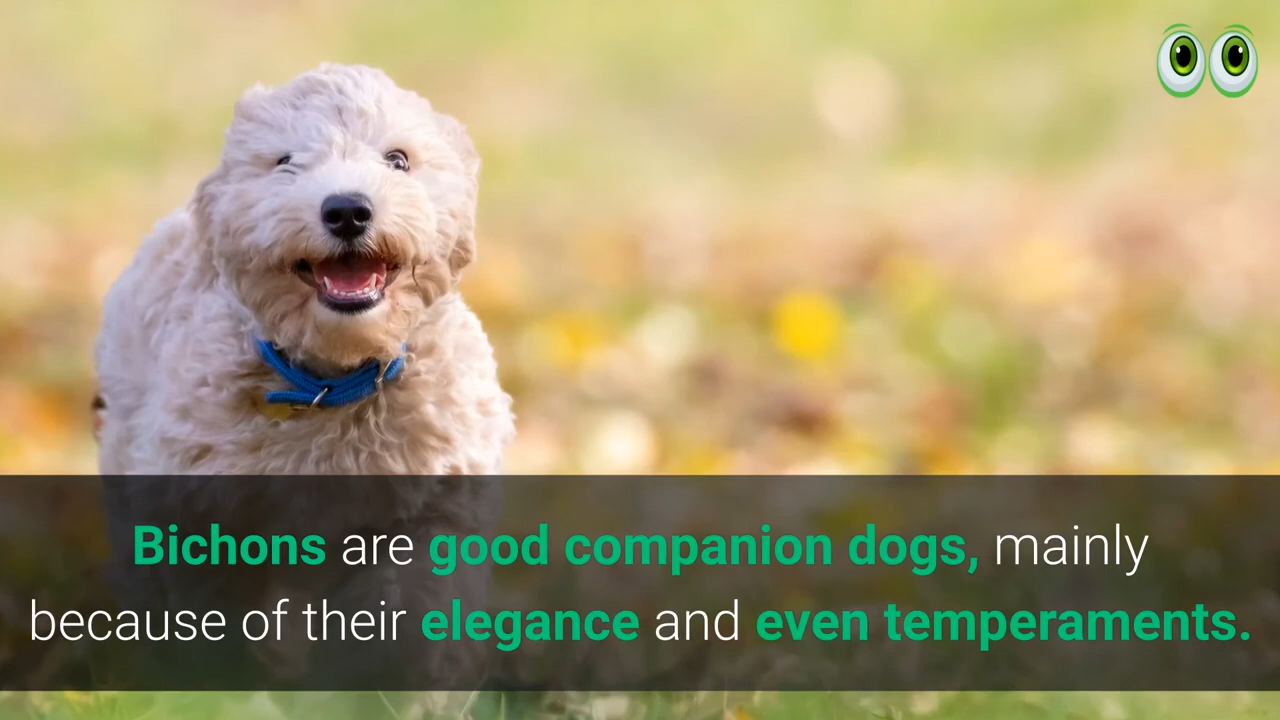 Bichons are good companion dogs, mainly
because of their elegance and even temperaments.